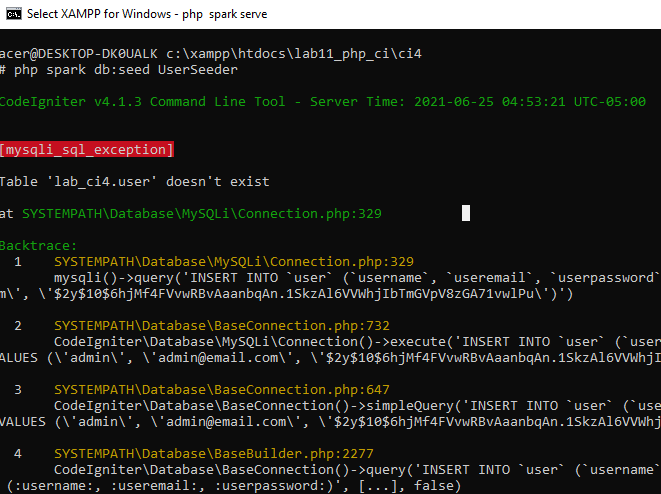 Select XAMPP for Windows - php  spark serve
acer@DESKTOP-DK0UALK c:\xampp\htdocs\lab11_php_ci\ci4
# php spark db:seed UserSeeder
CodeIgniter v4.1.3 Command Line Tool - Server Time: 2021-06-25 04:53:21 UTC-05:00
[mysqli_sql_exception]
Table 'lab_ci4.user' doesn't exist
at SYSTEMPATH\Database\MySQLi\Connection.php:329
Backtrace:
1    SYSTEMPATH\Database\MySQLi\Connection.php:329
mysqli()->query('INSERT INTO `user` (`username`, `useremail`, `userpassword`
m\', \'$2y$10$6hjMf4FVvwRBvAaanbqAn.1SkzAl6VVWhjIbTmGVpV8zGA71vwlPu\')')
2    SYSTEMPATH\Database\BaseConnection.php:732
CodeIgniter\Database\MySQLi\Connection()->execute('INSERT INTO `user` (`user
VALUES (\'admin\', \'admin@email.com\', \'$2y$10$6hjMf4FVvwRBvAaanbqAn.1SkzAl6VVWhjI
3    SYSTEMPATH\Database\BaseConnection.php:647
CodeIgniter\Database\BaseConnection()->simpleQuery('INSERT INTO `user` (`use
VALUES (\'admin\', \'admin@email.com\', \'$2y$10$6hjMf4FVvwRBvAaanbqAn.1SkzAl6VVWhj
4    SYSTEMPATH\Database\BaseBuilder.php:2277
CodeIgniter\Database\BaseConnection()->query('INSERT INTO `user` (`username`
(:username:, :useremail:, :userpassword:)', [...], false)